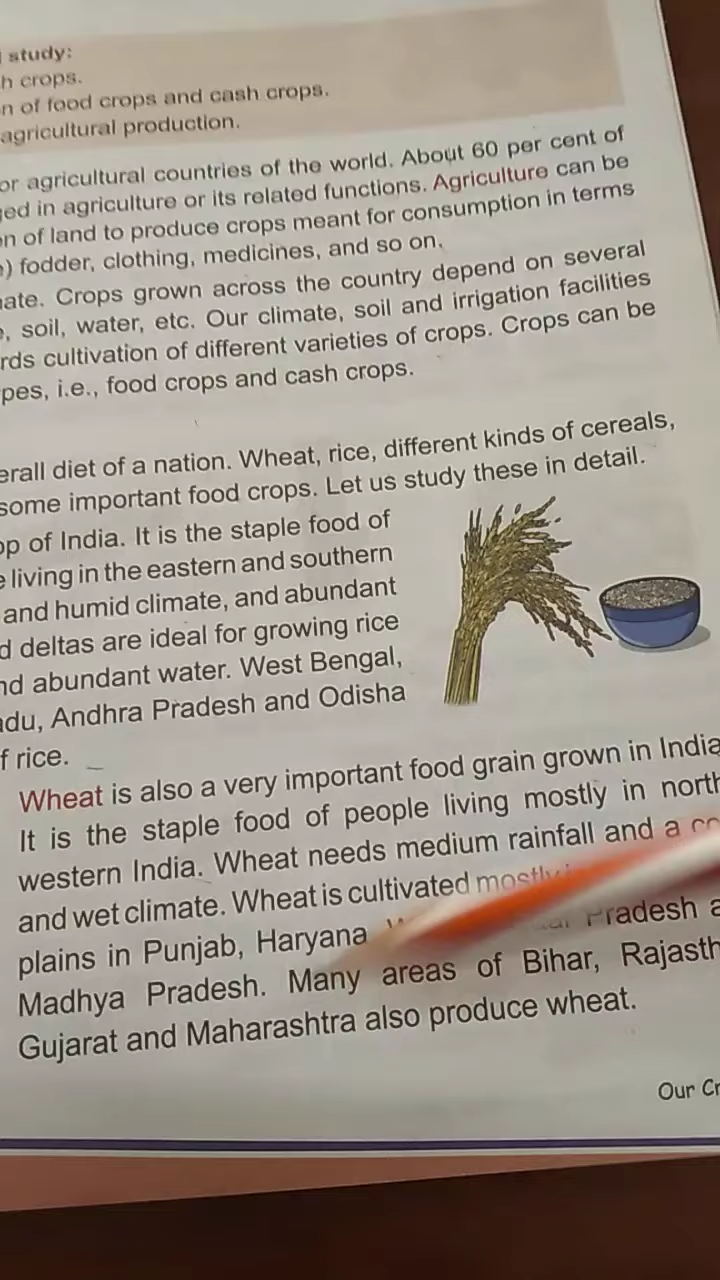 study:
h crops.
n of food crops and cash crops.
agricultural production.
or agricultural countries of the world. About 60 per cent of
ged in agriculture or its related functions. Agriculture can be
on of land to produce crops meant for consumption in terms
) fodder, clothing, medicines, and so on.
ate. Crops grown across the country depend on several
, soil, water, etc. Our climate, soil and irrigation facilities
rds cultivation of different varieties of crops. Crops can be
pes, i.e., food crops and cash crops.
erall diet of a nation. Wheat, rice, different kinds of cereals,
some important food crops. Let us study these in detail.
op of India. It is the staple food of
e living in the eastern and southern
and humid climate, and abundant
d deltas are ideal for growing rice
nd abundant water. West Bengal,
adu, Andhra Pradesh and Odisha
f rice.
Wheat is also a very important food grain grown in India
It is the staple food of people living mostly in north
western India. Wheat needs medium rainfall and a co
and wet climate. Wheat is cultivated mostly
plains in Punjab, Haryana Pradesh a
Madhya Pradesh. Many areas of Bihar, Rajasth
Gujarat and Maharashtra also produce wheat.
Our Cr